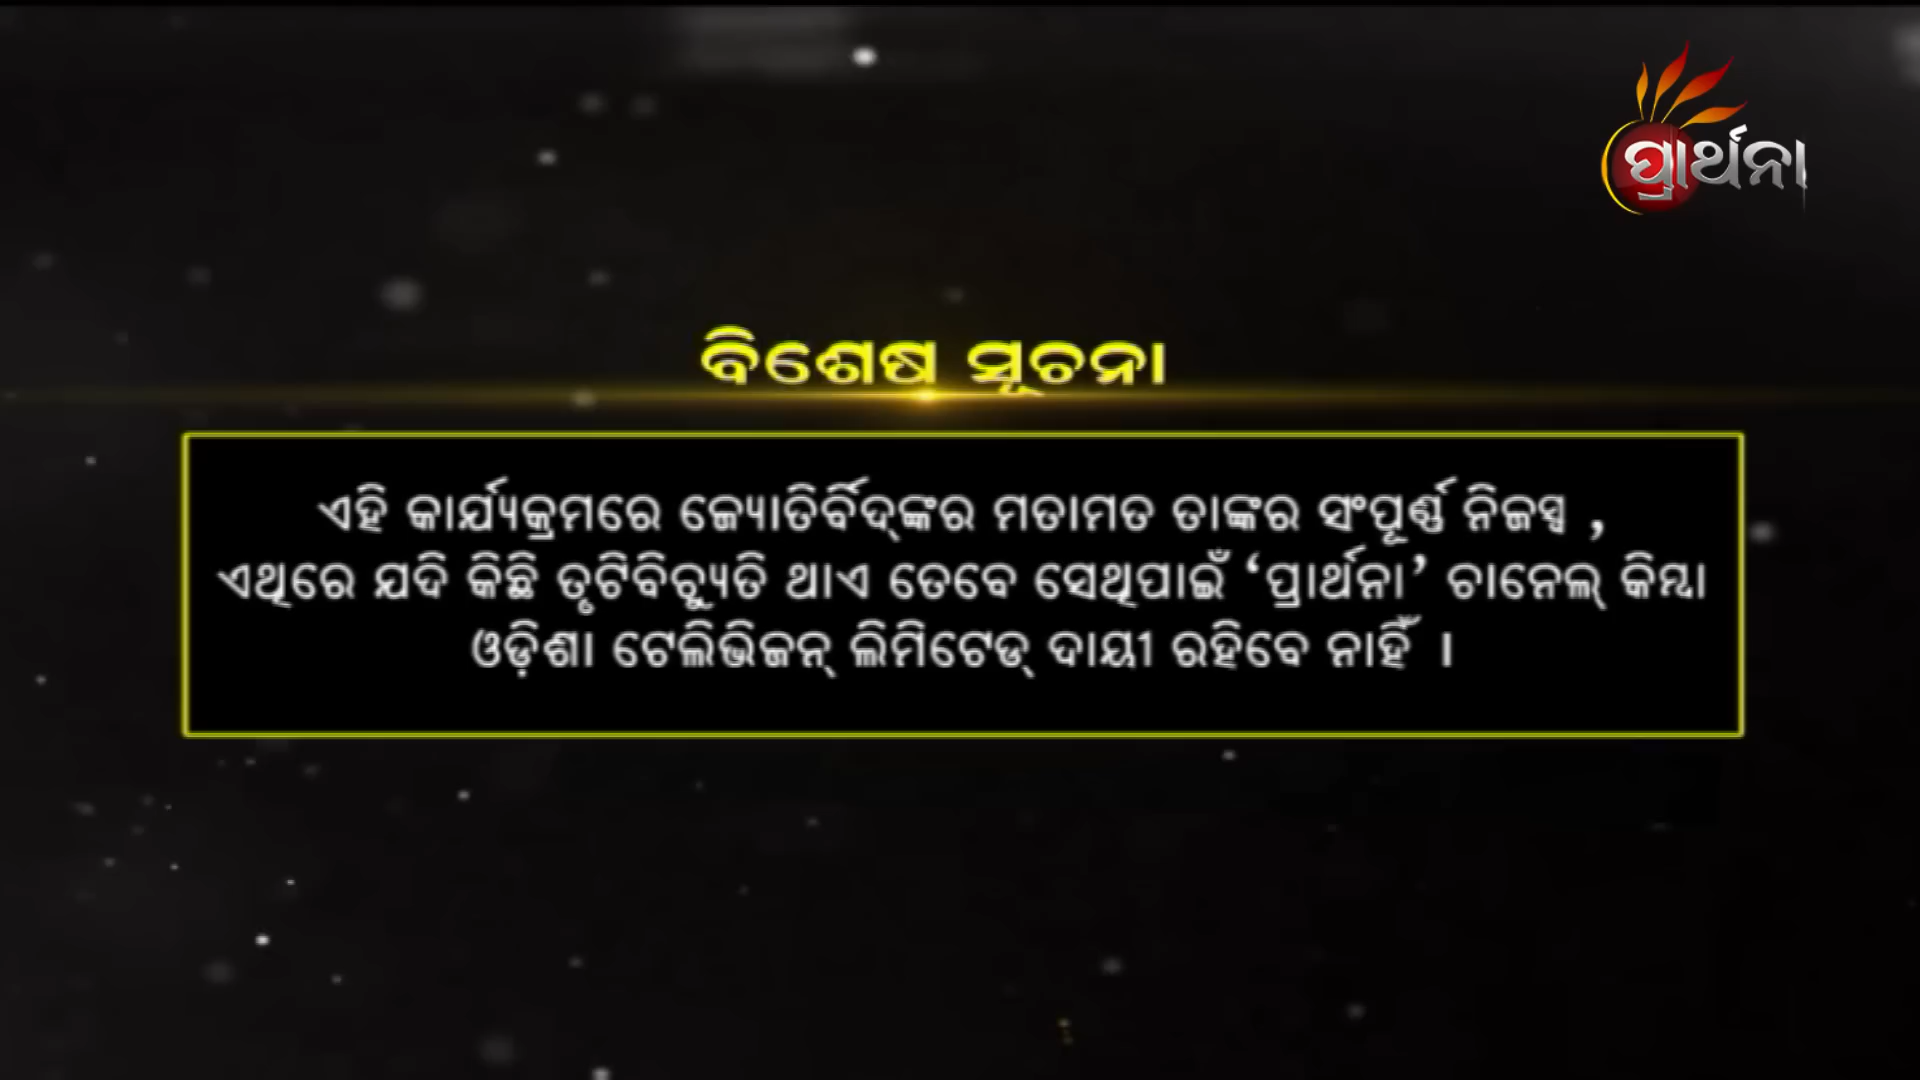 ପ୍ରାର୍ଥନା
ବିଶେଷ ସୂଚନା
ଏହି କାର୍ଯ୍ୟକ୍ରମରେ ଜ୍ୟୋତିର୍ବିଦ୍‌ଙ୍କର ମତାମତ ତାଙ୍କର ସଂପୂର୍ଣ୍ଣ ନିଜସ୍ୱ ,
ଏଥିରେ ଯଦି କିଛି ତୃଟିବିଚ୍ୟୁତି ଥାଏ ତେବେ ସେଥିପାଇଁ ‘ପ୍ରାର୍ଥନା’ ଚାନେଲ୍ କିମ୍ବା
ଓଡ଼ିଶା ଟେଲିଭିଜନ୍ ଲିମିଟେଡ୍ ଦାୟୀ ରହିବେ ନାହିଁ ।